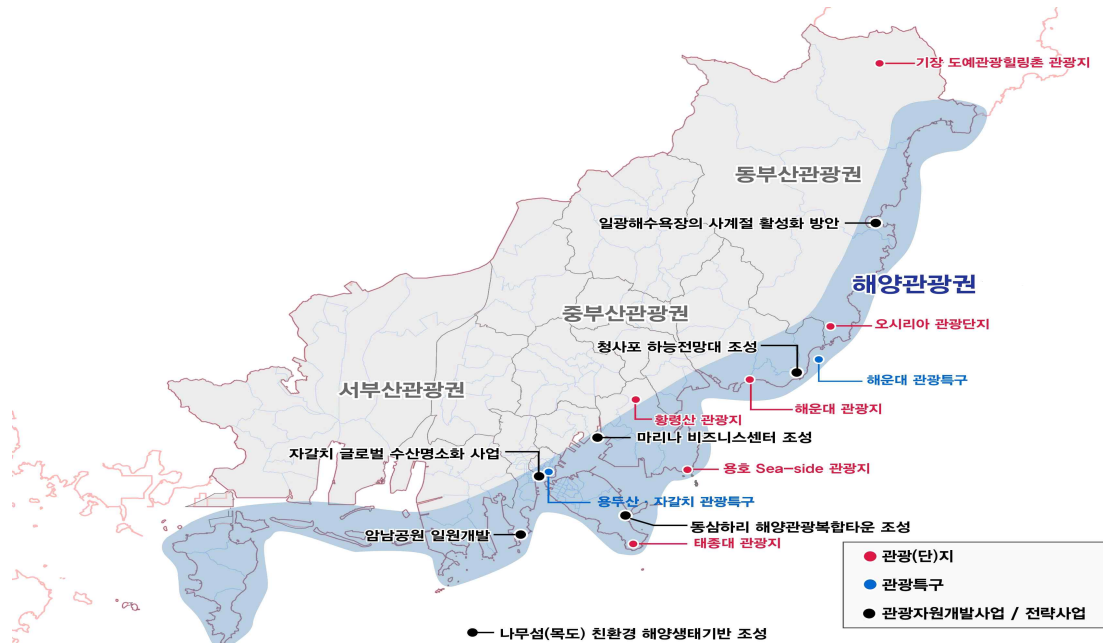 기장 도예관광힐링촌 관광지
동부산관광권
일광해수욕장의 사계절 활성화 방안
해양관광권
중부산관광권
오시리아 관광단지
청사포 하늘전망대 조성
서부산관광권
해운대 관광특구
해운대 관광지
황령산 관광지
마리나 비즈니스센터 조성
자갈치 글로벌 수산명소화 사업
용호 Sea-side 관광지
용두산 자갈치 관광특구
동삼하리 해양관광복합타운 조성
암남공원 일원개발
태종대 관광지
관광(단)지
관광특구
관광자원개발사업 / 전략사업
나무섬(목도) 친환경 해양생태기반 조성